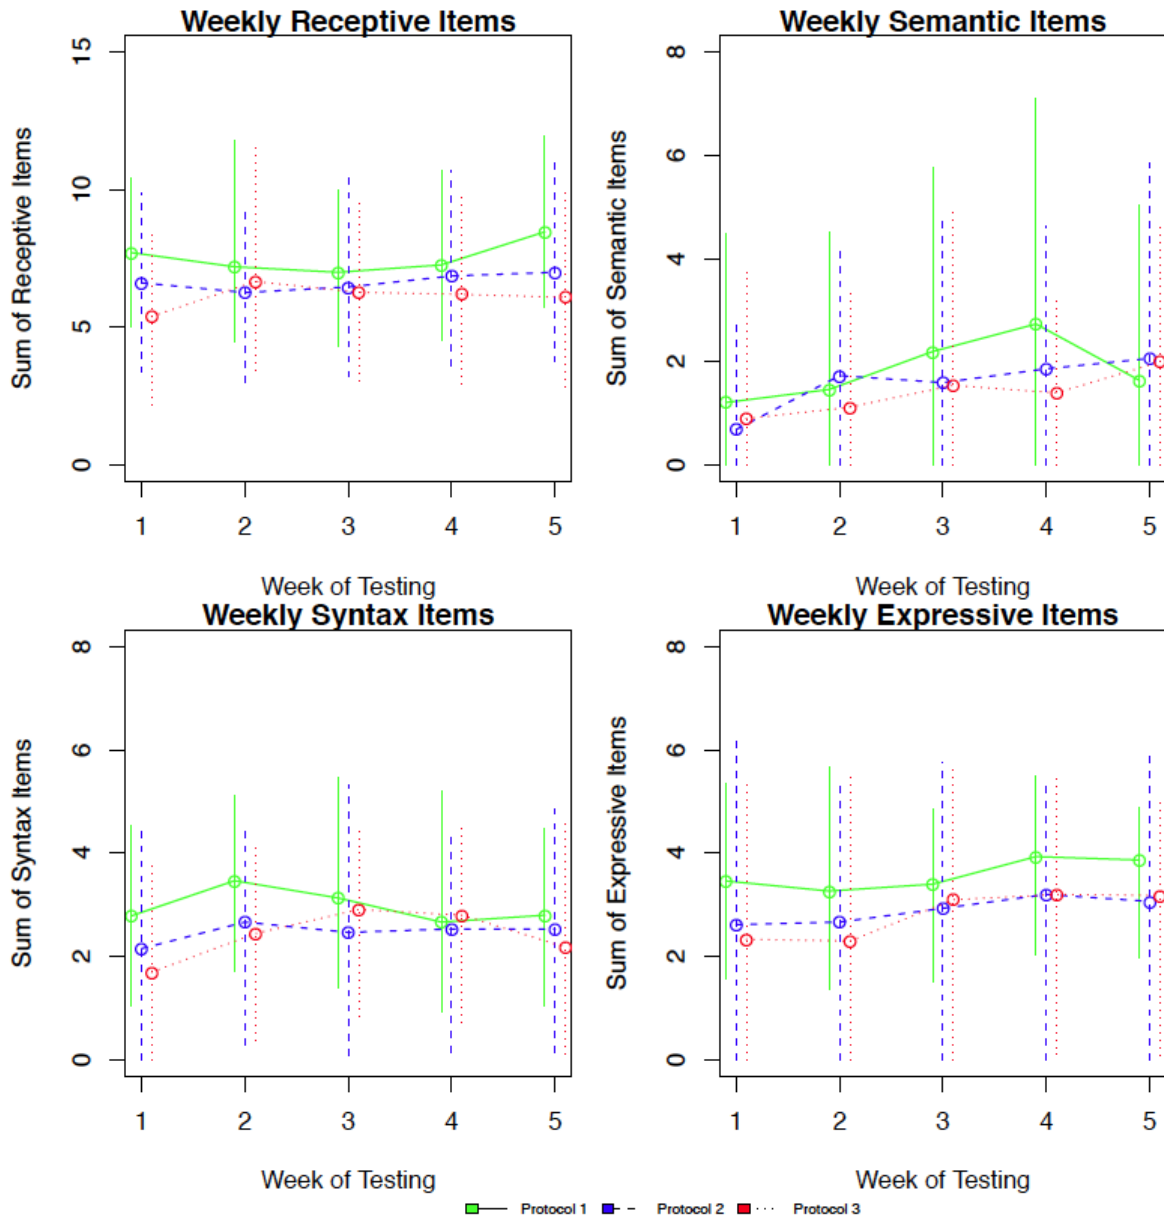 Weekly Receptive Items
Sum of Receptive Items
15
10
5
0
1 2 3 4 5
Week of Testing
Weekly Semantic Items
Sum of Semantic Items
8
6
4
2
0
1 2 3 4 5
Week of Testing
Weekly Syntax Items
Sum of Syntax Items
8
6
4
2
0
1 2 3 4 5
Week of Testing
Weekly Expressive Items
Sum of Expressive Items
8
6
4
2
0
1 2 3 4 5
Week of Testing
Protocol 1 Protocol 2 Protocol 3